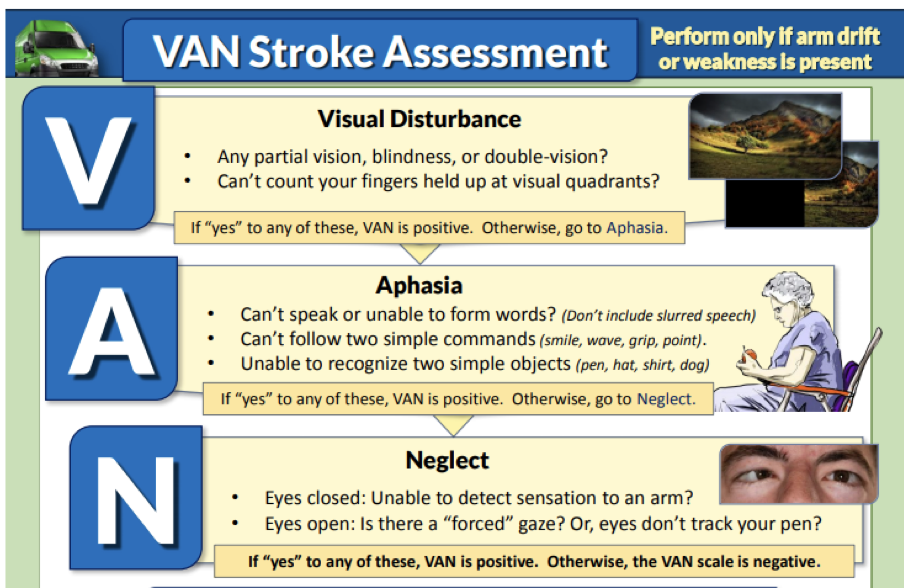 VAN Stroke Assessment
Perform only if arm drift
or weakness is present
V
Visual Disturbance
• Any partial vision, blindness, or double-vision?
• Can't count your fingers held up at visual quadrants?
If "yes" to any of these, VAN is positive. Otherwise, go to Aphasia.
A
Aphasia
• Can't speak or unable to form words? (Don't include slurred speech)
• Can't follow two simple commands (smile, wave, grip, point).
• Unable to recognize two simple objects (pen, hat, shirt, dog)
If "yes" to any of these, VAN is positive. Otherwise, go to Neglect.
N
Neglect
• Eyes closed: Unable to detect sensation to an arm?
• Eyes open: Is there a "forced" gaze? Or, eyes don't track your pen?
If "yes" to any of these, VAN is positive. Otherwise, the VAN scale is negative.